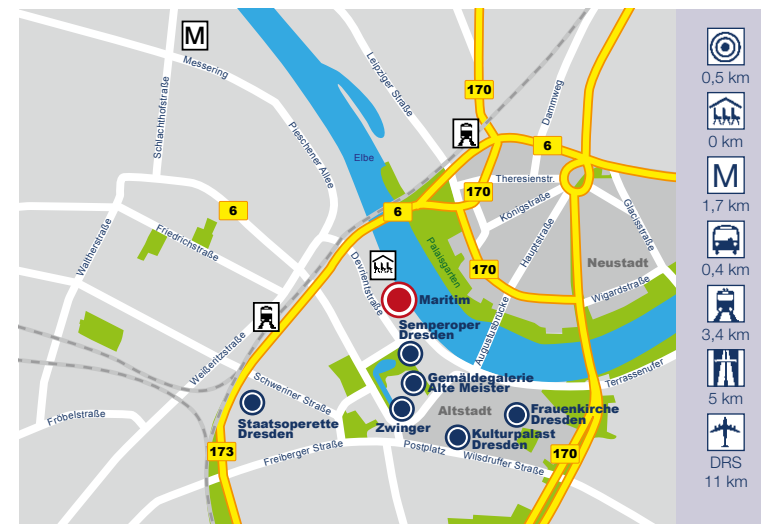 M
Messering
Leipziger Straße
170
Dammweg
Schlachthofstraße
Pieschener Allee
Elbe
6
Theresienstr.
170
Königstraße
Glacisstraße
6
6
Waltherstraße
Friedrichstraße
Palaisgarten
Hauptstraße
Devrientstraße
170
Neustadt
Wigardstraße
Maritim
Semperoper
Dresden
Augustusbrücke
Weißeritzstraße
Terrassenufer
Schweriner Straße
Gemäldegalerie
Alte Meister
Fröbelstraße
Staatsoperette
Dresden
Zwinger
Altstadt
Frauenkirche
Dresden
Kulturpalast
Dresden
173
Freiberger Straße
Postplatz
Wilsdruffer Straße
170
0,5 km
0 km
M
1,7 km
0,4 km
3,4 km
5 km
DRS
11 km